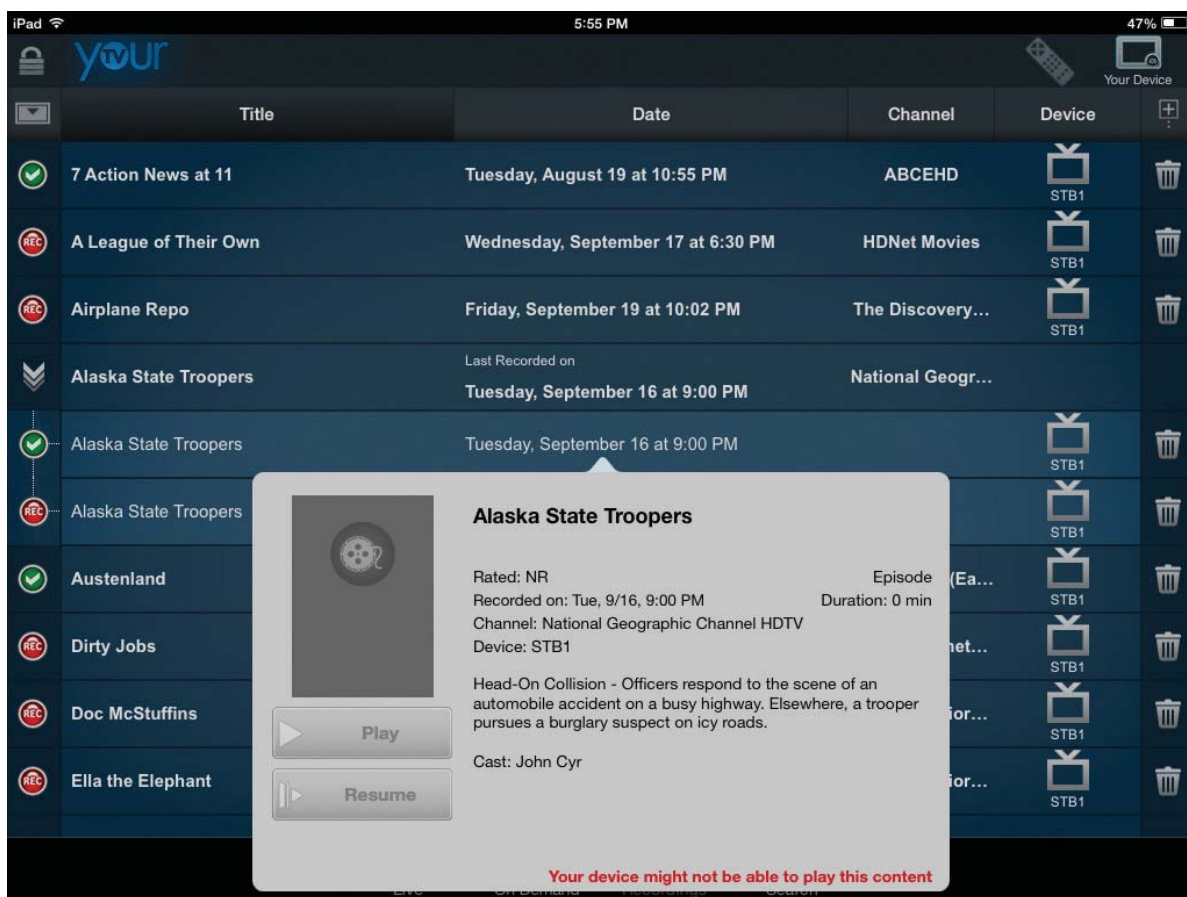 iPad 5:55 PM 47%
your TV
Your Device
Title Date Channel Device
7 Action News at 11 Tuesday, August 19 at 10:55 PM ABCEHD STB1
REC A League of Their Own Wednesday, September 17 at 6:30 PM HDNet Movies STB1
REC Airplane Repo Friday, September 19 at 10:02 PM The Discovery... STB1
Alaska State Troopers Last Recorded on Tuesday, September 16 at 9:00 PM National Geogr...
Alaska State Troopers Tuesday, September 16 at 9:00 PM STB1
REC Alaska State Troopers STB1
Austenland (Ea... STB1
REC Dirty Jobs net... STB1
REC Doc McStuffins ior... STB1
REC Ella the Elephant ior... STB1
Alaska State Troopers
Rated: NR Episode
Recorded on: Tue, 9/16, 9:00 PM Duration: 0 min
Channel: National Geographic Channel HDTV
Device: STB1
Head-On Collision - Officers respond to the scene of an
automobile accident on a busy highway. Elsewhere, a trooper
pursues a burglary suspect on icy roads.
Cast: John Cyr
Play
Resume
Your device might not be able to play this content